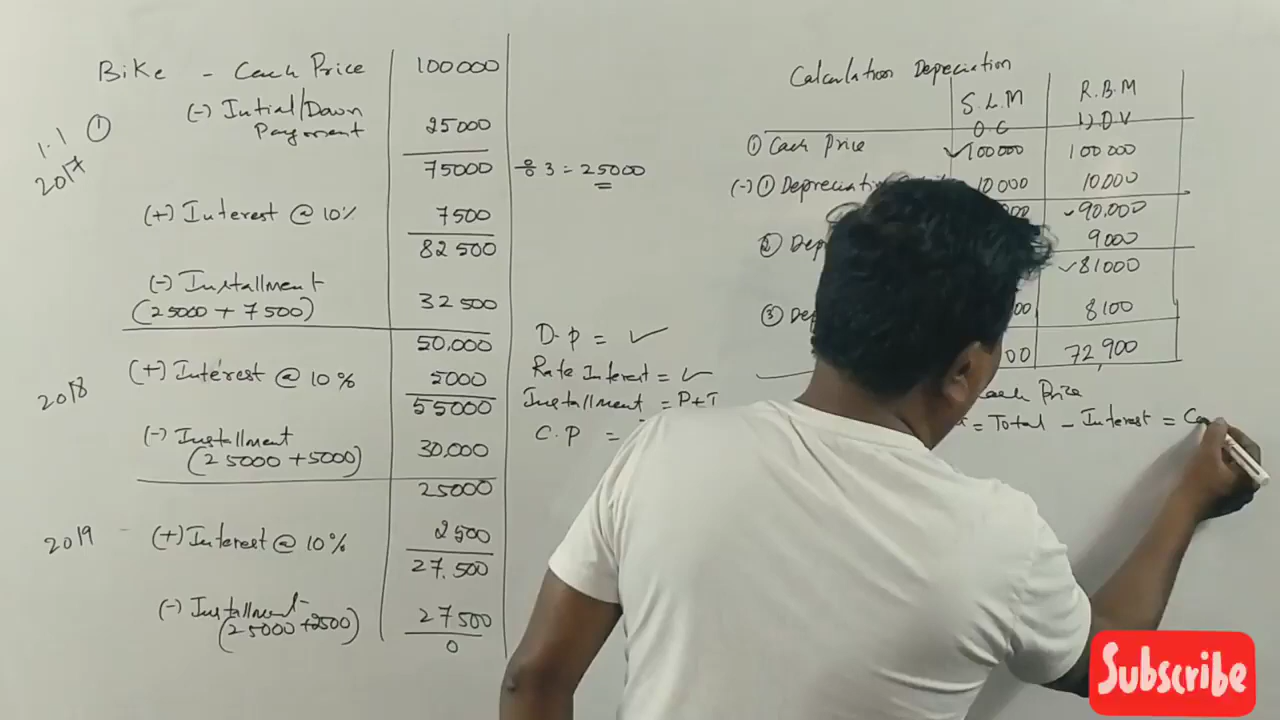 Bike - Cash Price 100000
(-) Intial/Down
Payment 25000
1.1 ①
2017
75000 ÷ 3 = 25000
(+) Interest @ 10% 7500
82500
(-) Installment
(25000 + 7500) 32500
50,000
2018 (+) Interest @ 10% 5000
55000
(-) Installment
(25000 + 5000) 30,000
25000
2019 (+) Interest @ 10% 2500
27,500
(-) Installment
(25000 + 2500) 27500
0
D.P = ✓
Rate Interest = ✓
Installment = P+I
C.P =
Calculation Depreciation
S.L.M R.B.M
O.C W.D.V
① Cash Price ✓100000 100000
(-) ① Depreciation 10000 10000
✓90,000
② Dep 9000
✓81000
③ Dep 8100
72,900
Cash Price
= Total - Interest = Cas
Subscribe